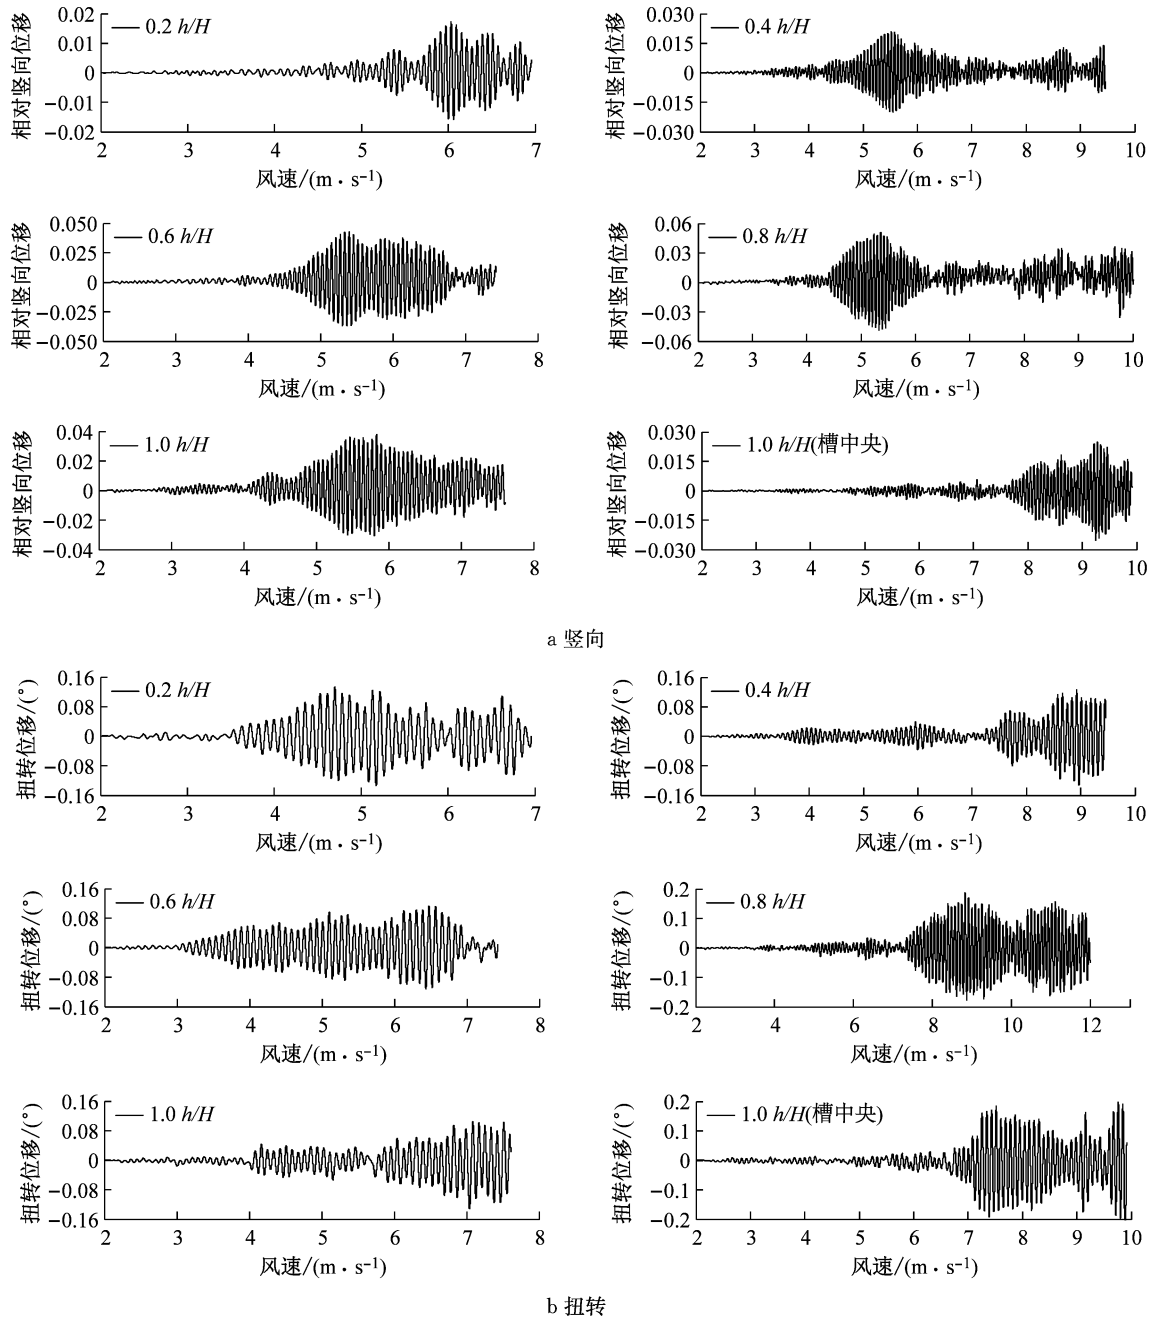 0.2 h/H
相对竖向位移
0.02
0.01
0
−0.01
−0.02
2 3 4 5 6 7
风速/(m·s⁻¹)
0.4 h/H
相对竖向位移
0.030
0.015
0
−0.015
−0.030
2 3 4 5 6 7 8 9 10
风速/(m·s⁻¹)
0.6 h/H
相对竖向位移
0.050
0.025
0
−0.025
−0.050
2 3 4 5 6 7 8
风速/(m·s⁻¹)
0.8 h/H
相对竖向位移
0.06
0.03
0
−0.03
−0.06
2 3 4 5 6 7 8 9 10
风速/(m·s⁻¹)
1.0 h/H
相对竖向位移
0.04
0.02
0
−0.02
−0.04
2 3 4 5 6 7 8
风速/(m·s⁻¹)
1.0 h/H(槽中央)
相对竖向位移
0.030
0.015
0
−0.015
−0.030
2 3 4 5 6 7 8 9 10
风速/(m·s⁻¹)
a 竖向
0.2 h/H
扭转位移/(°)
0.16
0.08
0
−0.08
−0.16
2 3 4 5 6 7
风速/(m·s⁻¹)
0.4 h/H
扭转位移/(°)
0.16
0.08
0
−0.08
−0.16
2 3 4 5 6 7 8 9 10
风速/(m·s⁻¹)
0.6 h/H
扭转位移/(°)
0.16
0.08
0
−0.08
−0.16
2 3 4 5 6 7 8
风速/(m·s⁻¹)
0.8 h/H
扭转位移/(°)
0.2
0.1
0
−0.1
−0.2
2 4 6 8 10 12
风速/(m·s⁻¹)
1.0 h/H
扭转位移/(°)
0.16
0.08
0
−0.08
−0.16
2 3 4 5 6 7 8
风速/(m·s⁻¹)
1.0 h/H(槽中央)
扭转位移/(°)
0.2
0.1
0
−0.1
−0.2
2 3 4 5 6 7 8 9 10
风速/(m·s⁻¹)
b 扭转